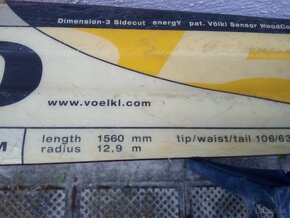 Dimension-3 Sidecut energY pat. Völkl Sensor WoodCo
www.voelkl.com
length 1560 mm tip/waist/tail 106/63
M radius 12,9 m